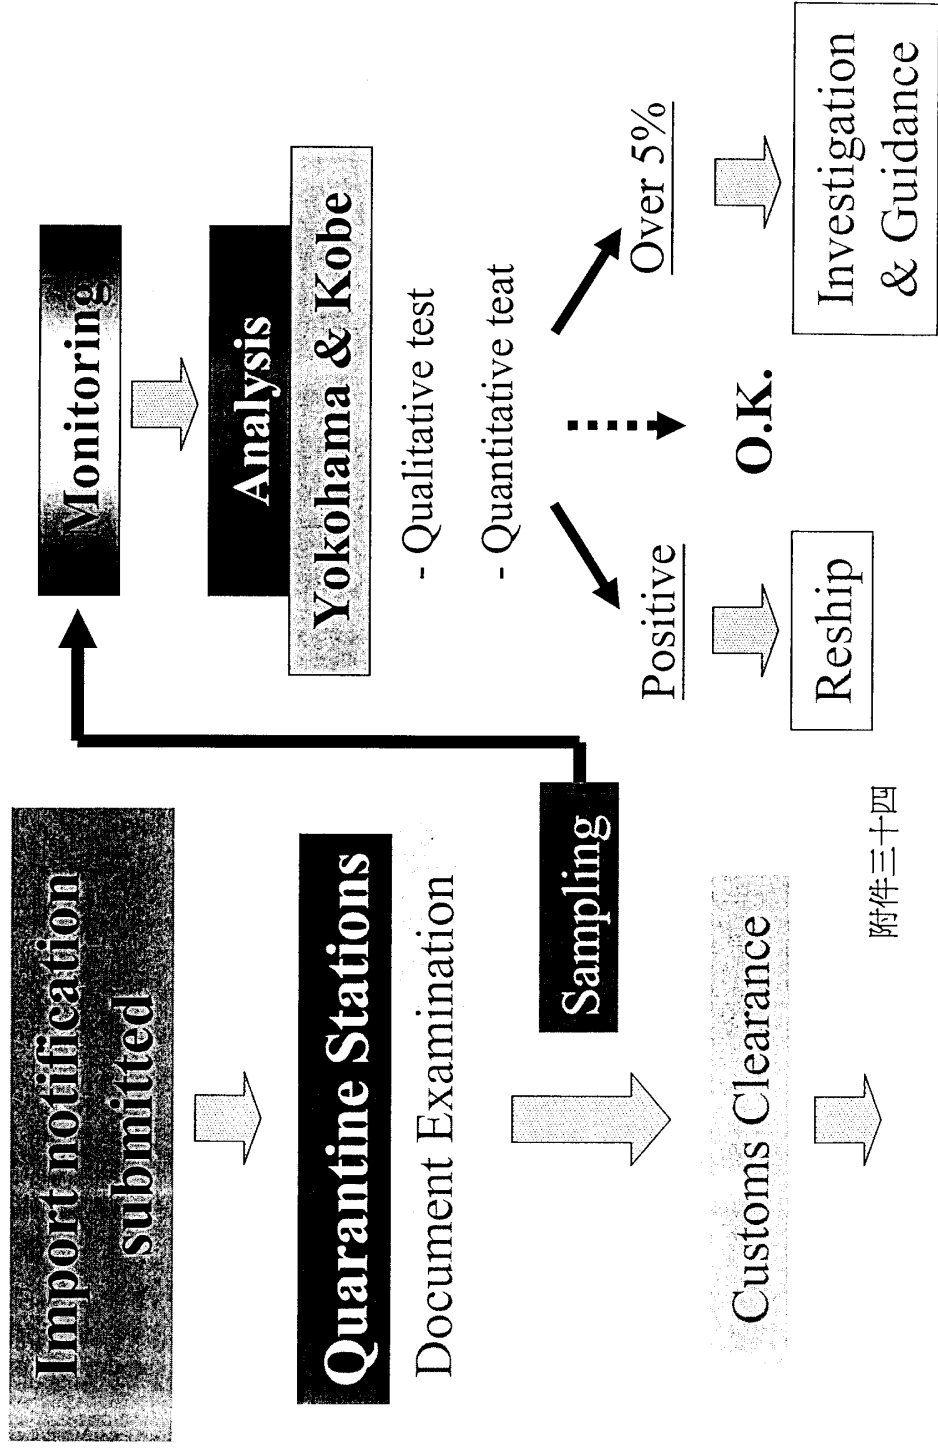 Import notification
submitted
Quarantine Stations
Document Examination
Sampling
Customs Clearance
Monitoring
Analysis
Yokohama & Kobe
- Qualitative test
- Quantitative teat
Positive
Reship
O.K.
Over 5%
Investigation
& Guidance
附件三十四